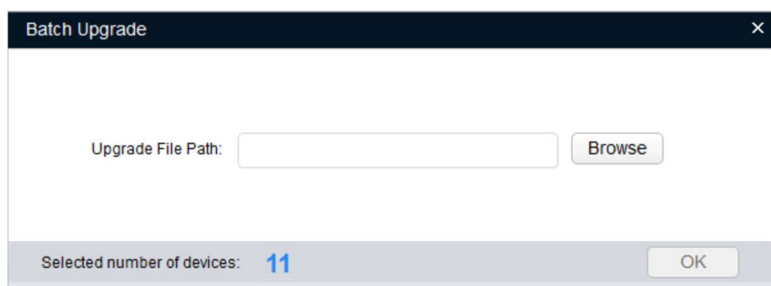 Batch Upgrade ×
Upgrade File Path: Browse
Selected number of devices: 11 OK